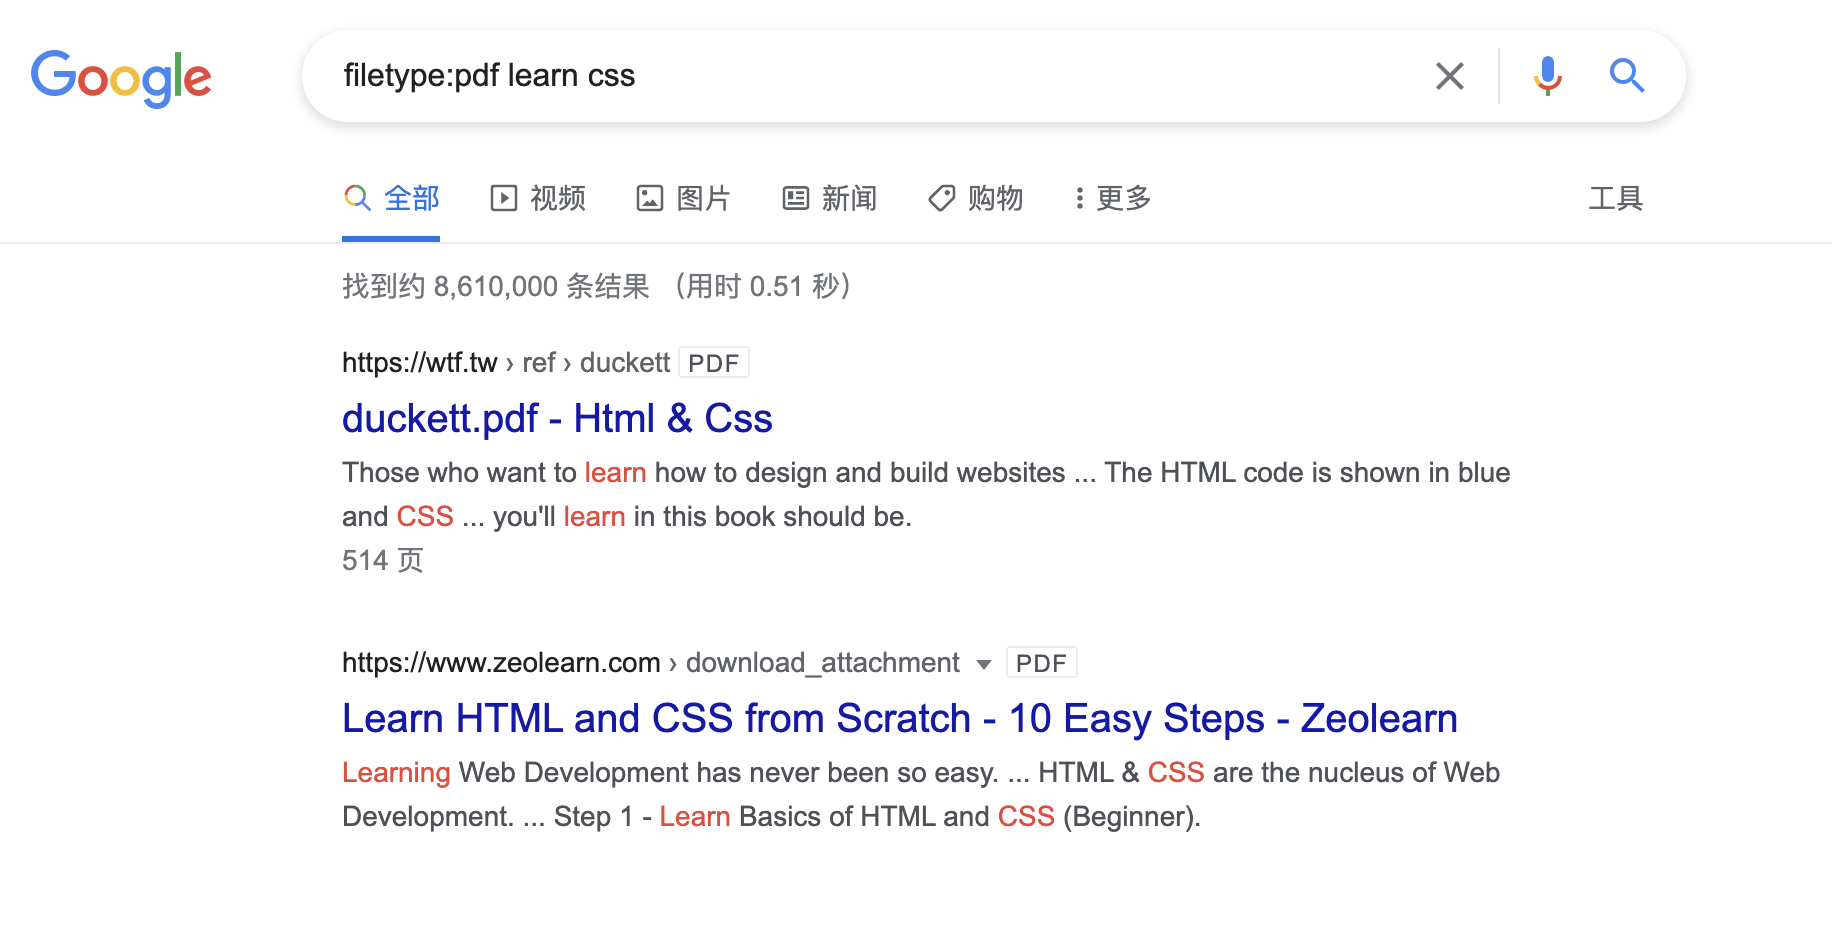 Google
filetype:pdf learn css
全部 视频 图片 新闻 购物 更多 工具
找到约 8,610,000 条结果 （用时 0.51 秒）
https://wtf.tw › ref › duckett PDF
duckett.pdf - Html & Css
Those who want to learn how to design and build websites ... The HTML code is shown in blue
and CSS ... you'll learn in this book should be.
514 页
https://www.zeolearn.com › download_attachment PDF
Learn HTML and CSS from Scratch - 10 Easy Steps - Zeolearn
Learning Web Development has never been so easy. ... HTML & CSS are the nucleus of Web
Development. ... Step 1 - Learn Basics of HTML and CSS (Beginner).